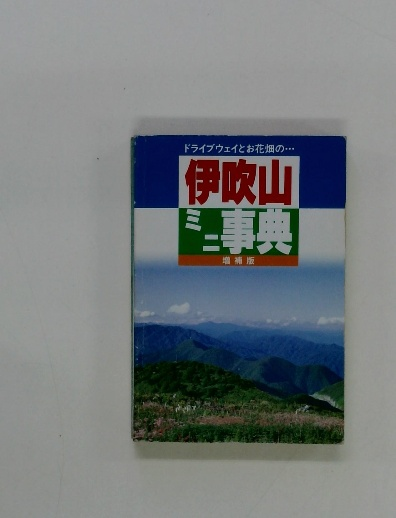 ドライブウェイとお花畑の…
伊吹山
ミニ事典
増補版